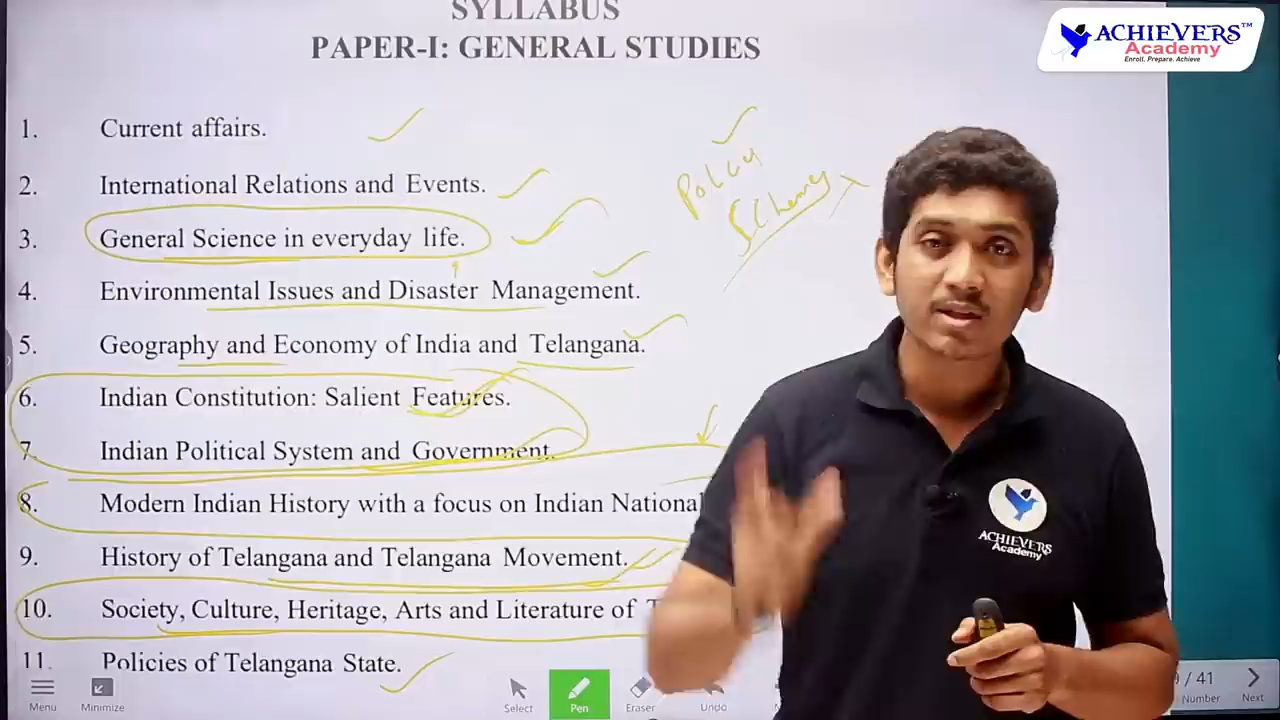 SYLLABUS
PAPER-I: GENERAL STUDIES
ACHIEVERS™
Academy
Enroll. Prepare. Achieve
1. Current affairs.
2. International Relations and Events.
3. General Science in everyday life.
4. Environmental Issues and Disaster Management.
5. Geography and Economy of India and Telangana.
6. Indian Constitution: Salient Features.
7. Indian Political System and Government.
8. Modern Indian History with a focus on Indian National
9. History of Telangana and Telangana Movement.
10. Society, Culture, Heritage, Arts and Literature of T
11. Policies of Telangana State.
Policy
Schemes
ACHIEVERS
Academy
Menu
Minimize
Select
Pen
Eraser
Undo
/ 41
Number
Next